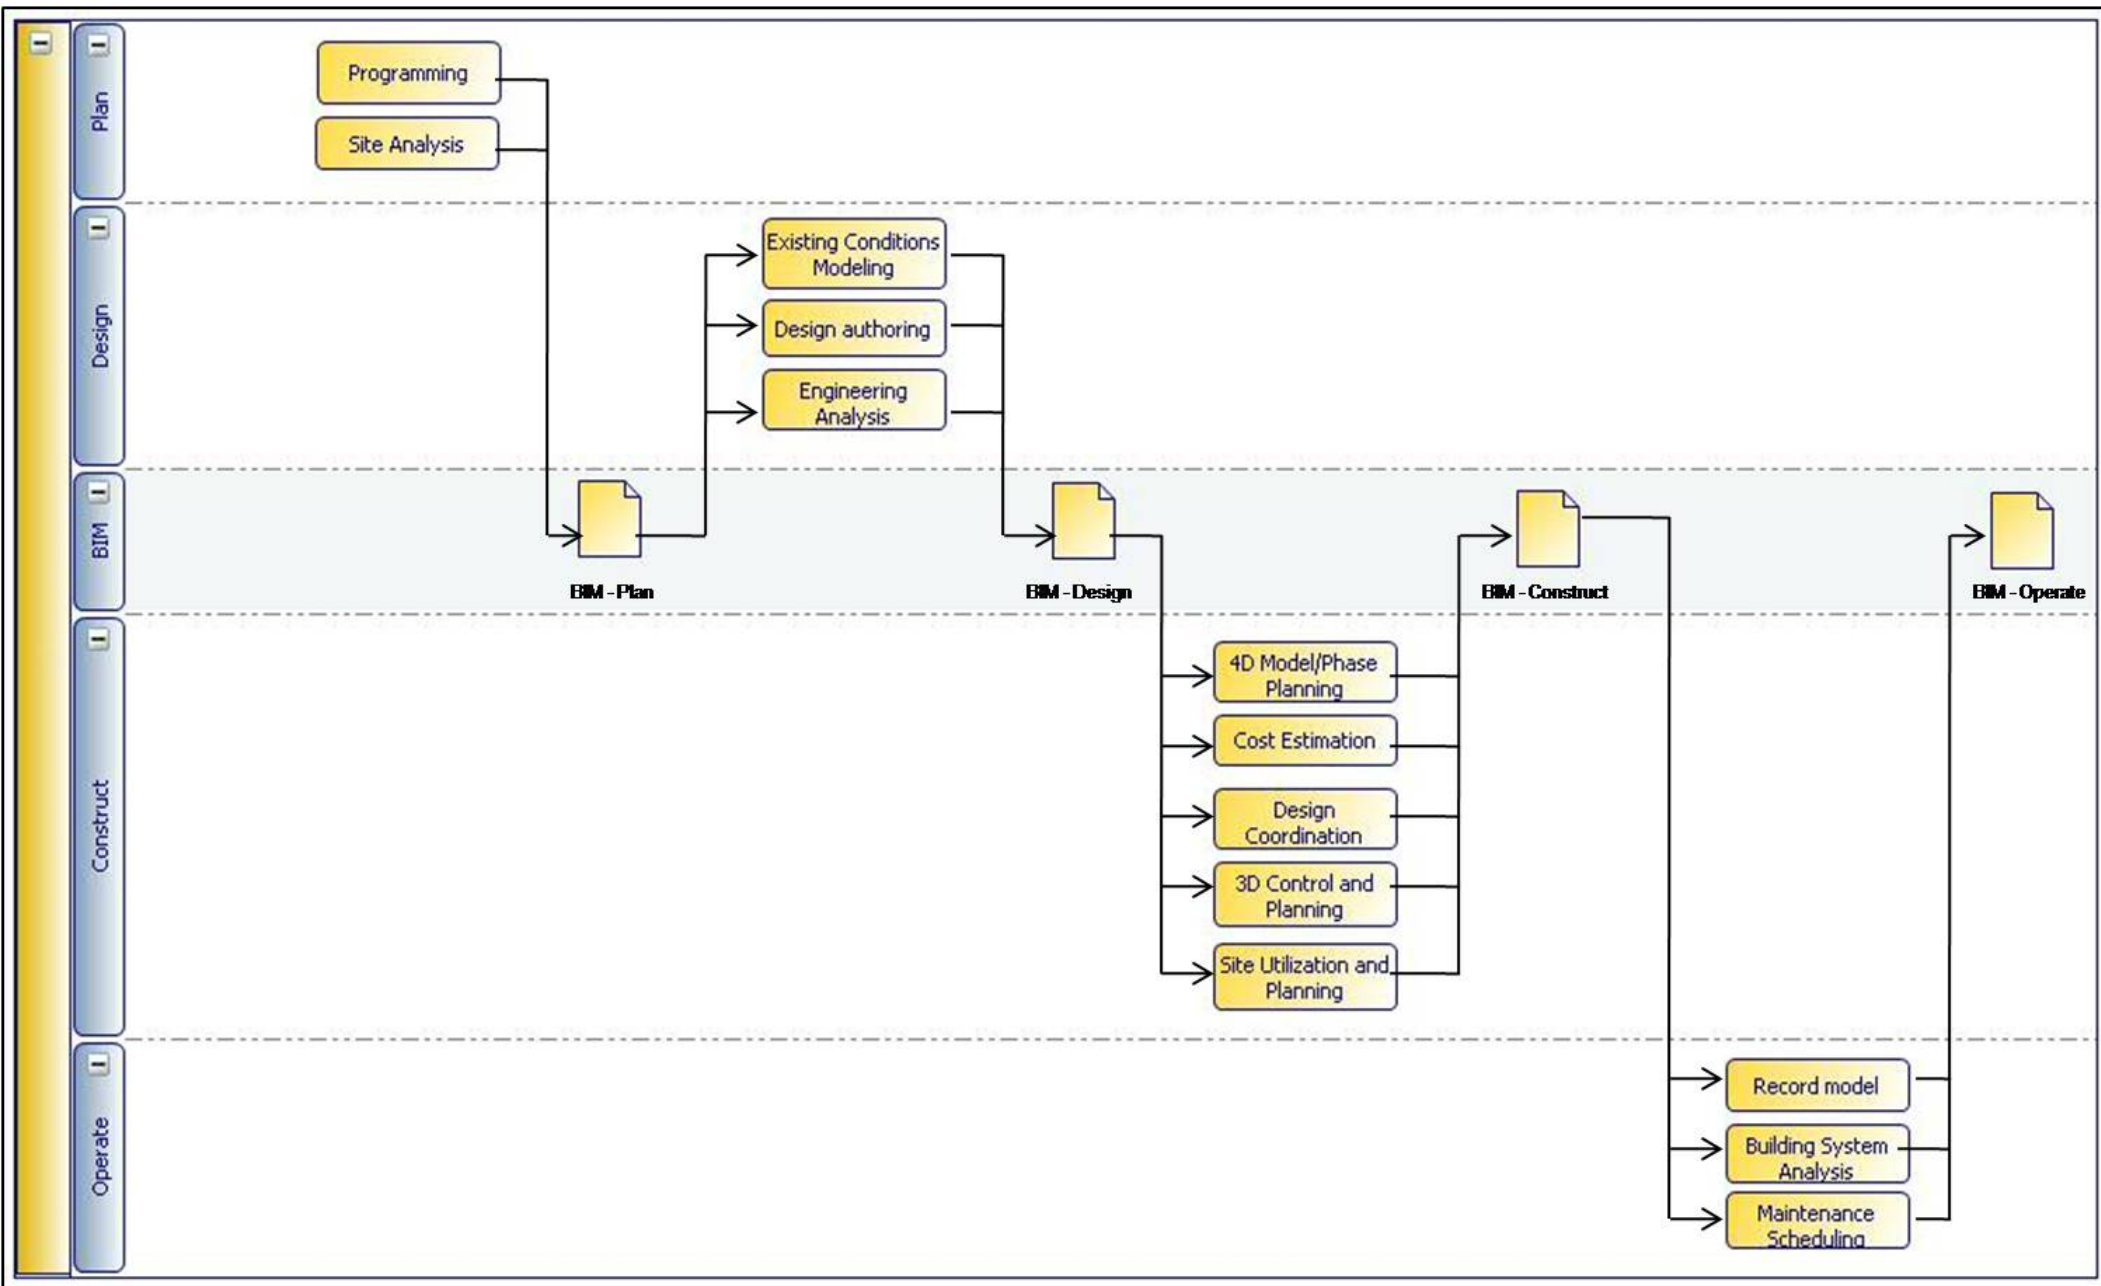 Plan
Programming
Site Analysis
Design
Existing Conditions
Modeling
Design authoring
Engineering
Analysis
BIM
BIM - Plan
BIM - Design
BIM - Construct
BIM - Operate
Construct
4D Model/Phase
Planning
Cost Estimation
Design
Coordination
3D Control and
Planning
Site Utilization and
Planning
Operate
Record model
Building System
Analysis
Maintenance
Scheduling